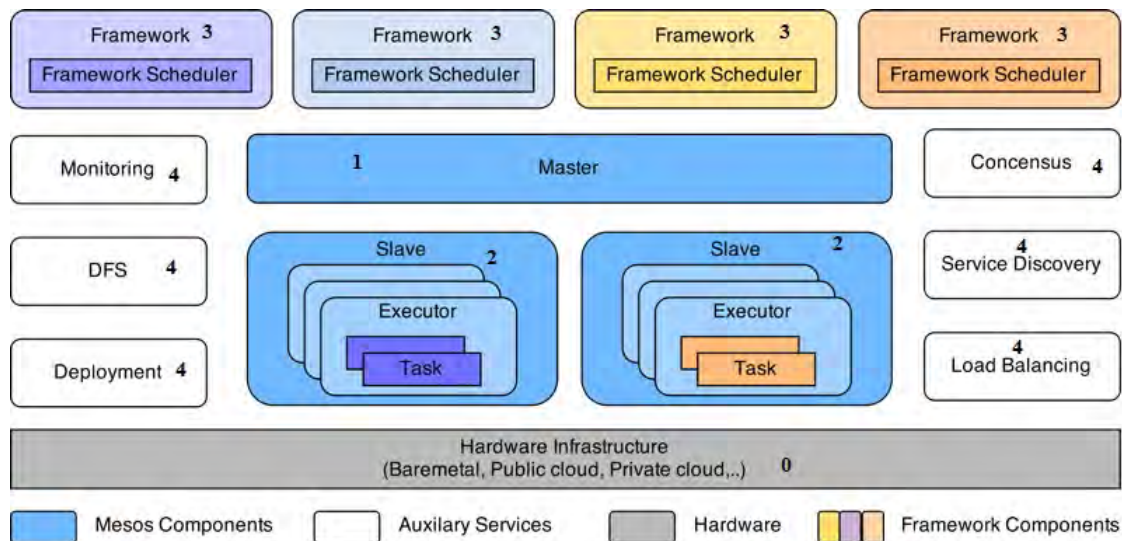 Framework 3
Framework Scheduler
Framework 3
Framework Scheduler
Framework 3
Framework Scheduler
Framework 3
Framework Scheduler
Monitoring 4
1
Master
Concensus 4
DFS 4
Slave 2
Executor
Task
Slave 2
Executor
Task
4
Service Discovery
Deployment 4
4
Load Balancing
Hardware Infrastructure
(Baremetal, Public cloud, Private cloud,..) 0
Mesos Components
Auxilary Services
Hardware
Framework Components